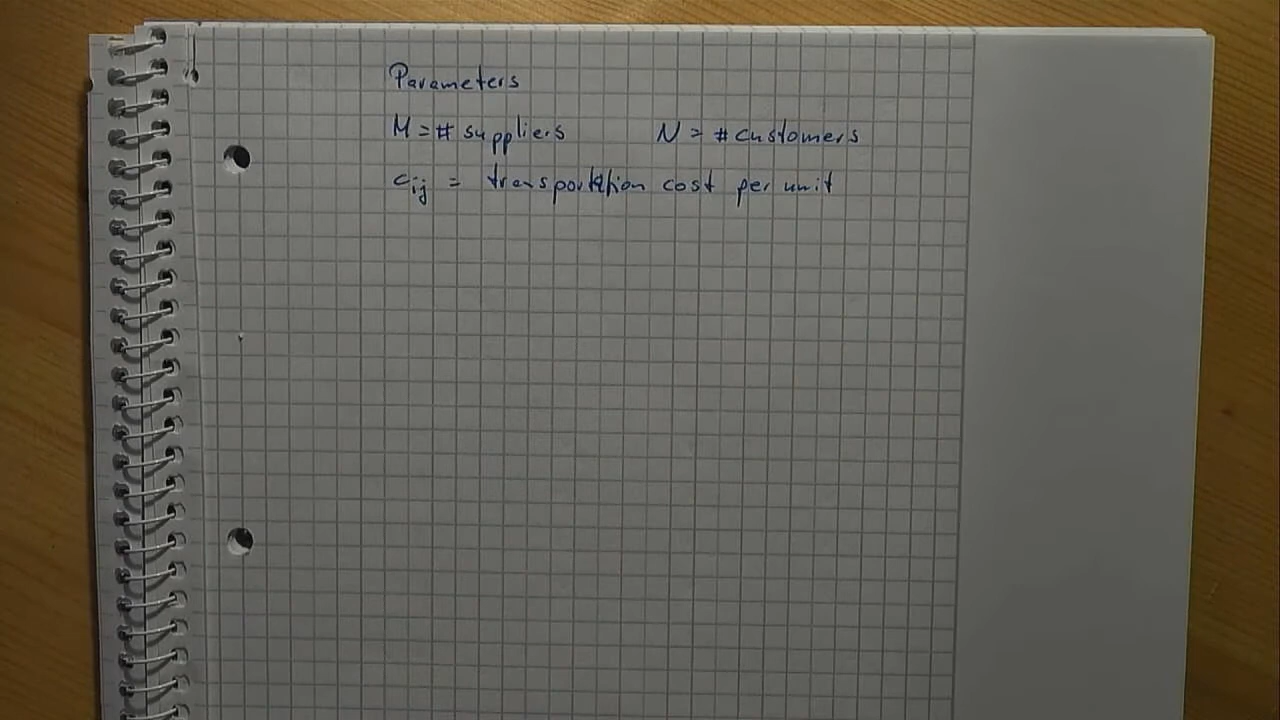 Parameters
M = # suppliers N = # customers
cij = transportation cost per unit